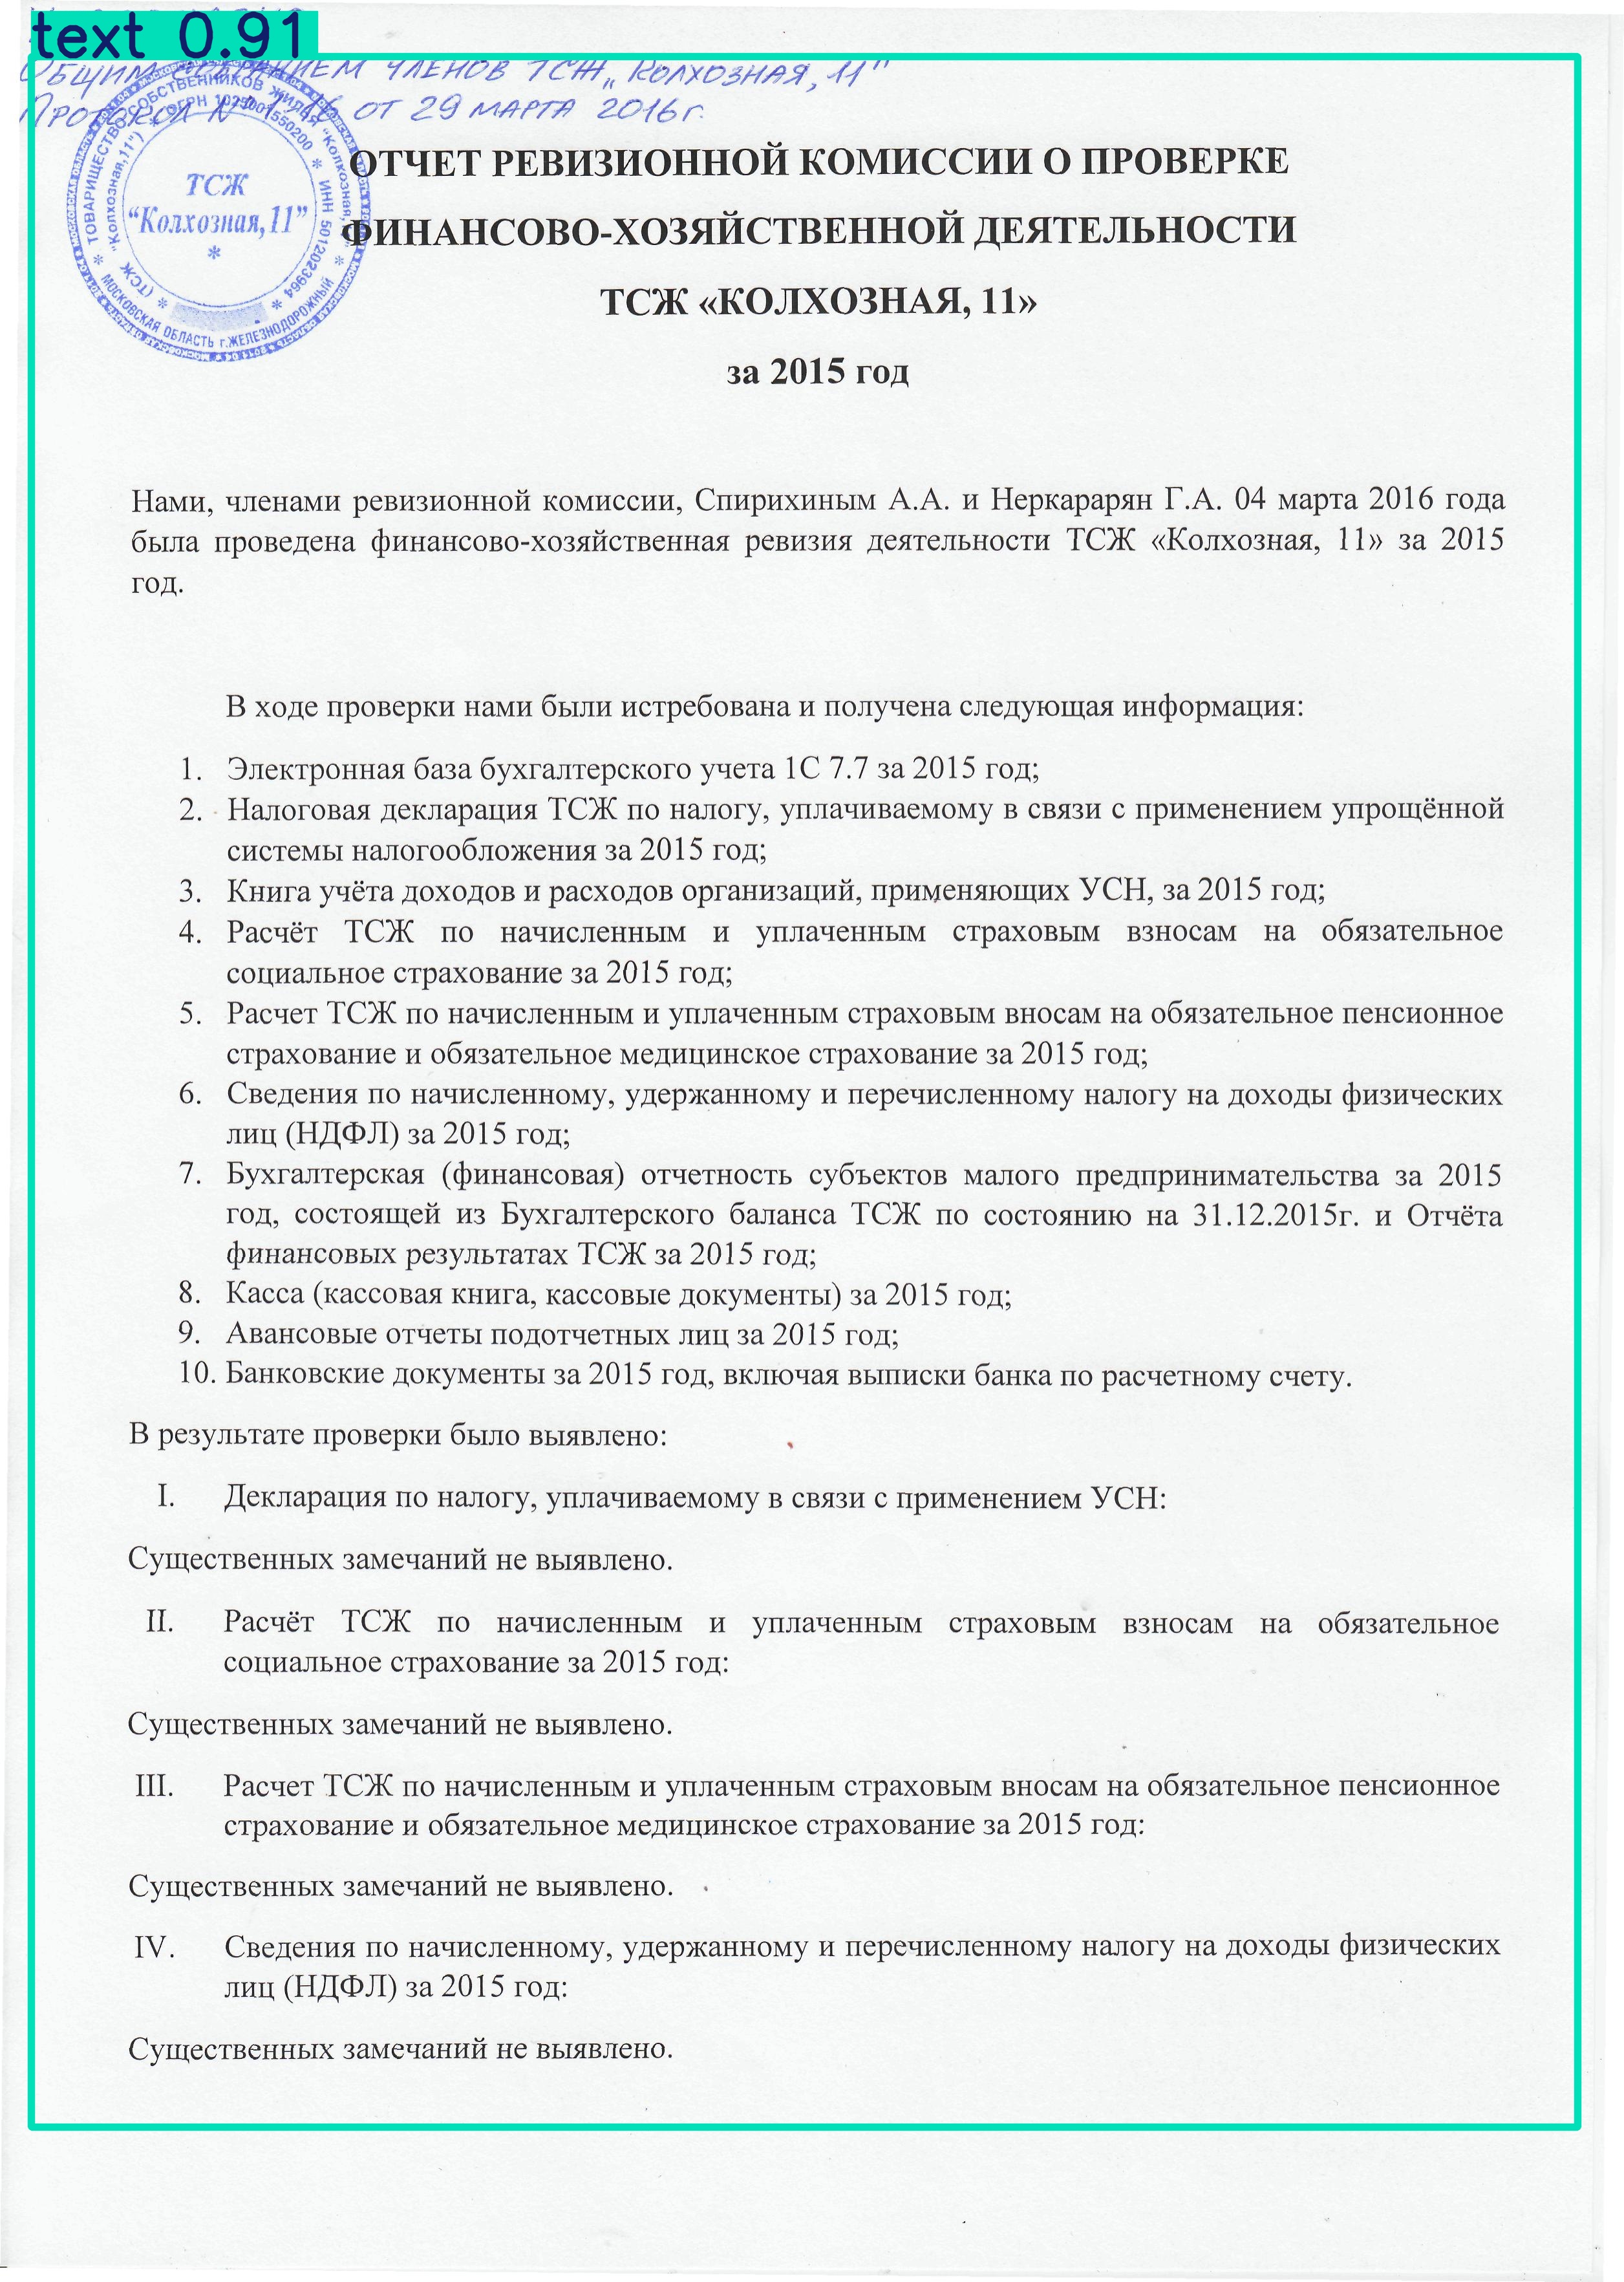 text 0.91
ОБЩИМ СОБРАНИЕМ ЧЛЕНОВ ТСЖ „КОЛХОЗНАЯ, 11"
ПРОТОКОЛ ОТ 29 МАРТА 2016 г.
ТОВАРИЩЕСТВО СОБСТВЕННИКОВ ЖИЛЬЯ "Колхозная, 11" * МОСКОВСКАЯ ОБЛАСТЬ г.ЖЕЛЕЗНОДОРОЖНЫЙ *
(ТСЖ "Колхозная,11") * ОГРН 1025001550200 * ИНН 5012023964 *
ТСЖ
“Колхозная,11”
*
ОТЧЕТ РЕВИЗИОННОЙ КОМИССИИ О ПРОВЕРКЕ
ФИНАНСОВО-ХОЗЯЙСТВЕННОЙ ДЕЯТЕЛЬНОСТИ
ТСЖ «КОЛХОЗНАЯ, 11»
за 2015 год
Нами, членами ревизионной комиссии, Спирихиным А.А. и Неркарарян Г.А. 04 марта 2016 года
была проведена финансово-хозяйственная ревизия деятельности ТСЖ «Колхозная, 11» за 2015
год.
В ходе проверки нами были истребована и получена следующая информация:
1. Электронная база бухгалтерского учета 1С 7.7 за 2015 год;
2. Налоговая декларация ТСЖ по налогу, уплачиваемому в связи с применением упрощённой
системы налогообложения за 2015 год;
3. Книга учёта доходов и расходов организаций, применяющих УСН, за 2015 год;
4. Расчёт ТСЖ по начисленным и уплаченным страховым взносам на обязательное
социальное страхование за 2015 год;
5. Расчет ТСЖ по начисленным и уплаченным страховым вносам на обязательное пенсионное
страхование и обязательное медицинское страхование за 2015 год;
6. Сведения по начисленному, удержанному и перечисленному налогу на доходы физических
лиц (НДФЛ) за 2015 год;
7. Бухгалтерская (финансовая) отчетность субъектов малого предпринимательства за 2015
год, состоящей из Бухгалтерского баланса ТСЖ по состоянию на 31.12.2015г. и Отчёта
финансовых результатах ТСЖ за 2015 год;
8. Касса (кассовая книга, кассовые документы) за 2015 год;
9. Авансовые отчеты подотчетных лиц за 2015 год;
10. Банковские документы за 2015 год, включая выписки банка по расчетному счету.
В результате проверки было выявлено:
I. Декларация по налогу, уплачиваемому в связи с применением УСН:
Существенных замечаний не выявлено.
II. Расчёт ТСЖ по начисленным и уплаченным страховым взносам на обязательное
социальное страхование за 2015 год:
Существенных замечаний не выявлено.
III. Расчет ТСЖ по начисленным и уплаченным страховым вносам на обязательное пенсионное
страхование и обязательное медицинское страхование за 2015 год:
Существенных замечаний не выявлено.
IV. Сведения по начисленному, удержанному и перечисленному налогу на доходы физических
лиц (НДФЛ) за 2015 год:
Существенных замечаний не выявлено.